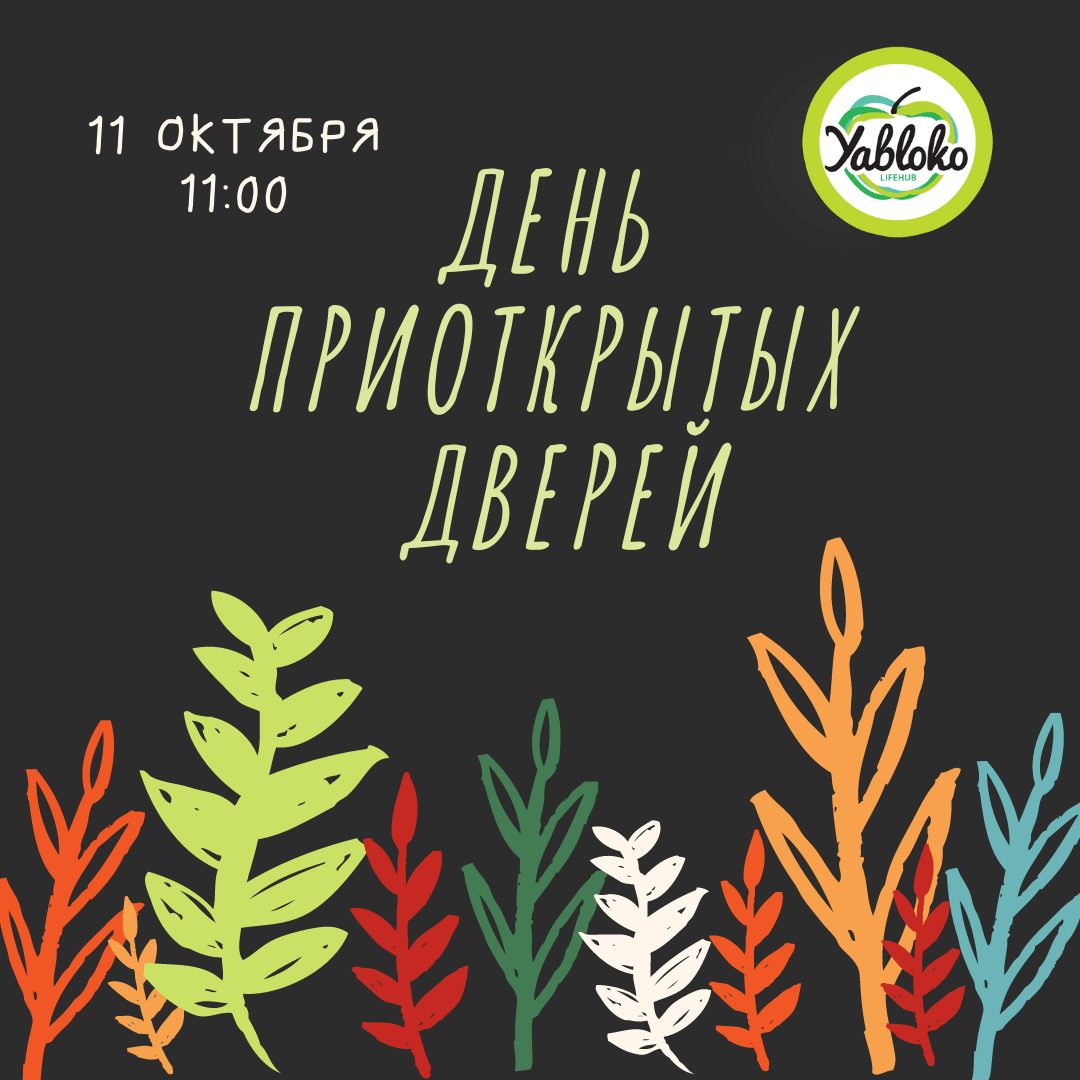 11 ОКТЯБРЯ
11:00
Yabloko
LIFEHUB
ДЕНЬ
ПРИОТКРЫТЫХ
ДВЕРЕЙ